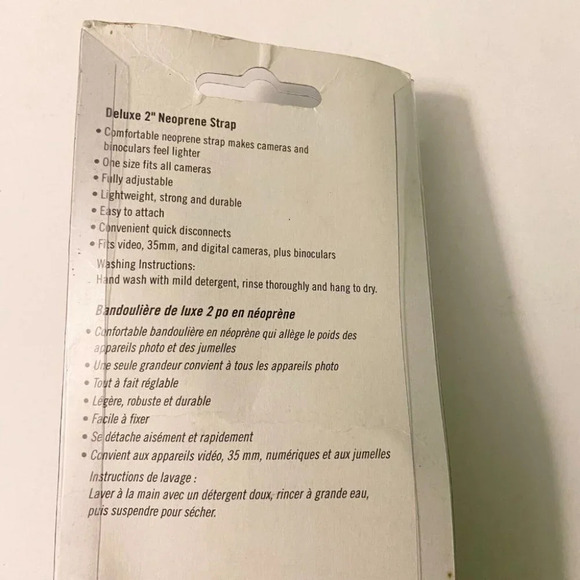 Deluxe 2" Neoprene Strap
• Comfortable neoprene strap makes cameras and
binoculars feel lighter
• One size fits all cameras
• Fully adjustable
• Lightweight, strong and durable
• Easy to attach
• Convenient quick disconnects
• Fits video, 35mm, and digital cameras, plus binoculars
Washing Instructions:
Hand wash with mild detergent, rinse thoroughly and hang to dry.
Bandoulière de luxe 2 po en néoprène
• Confortable bandoulière en néoprène qui allège le poids des
appareils photo et des jumelles
• Une seule grandeur convient à tous les appareils photo
• Tout à fait réglable
• Légère, robuste et durable
• Facile à fixer
• Se détache aisément et rapidement
• Convient aux appareils vidéo, 35 mm, numériques et aux jumelles
Instructions de lavage :
Laver à la main avec un détergent doux, rincer à grande eau,
puis suspendre pour sécher.